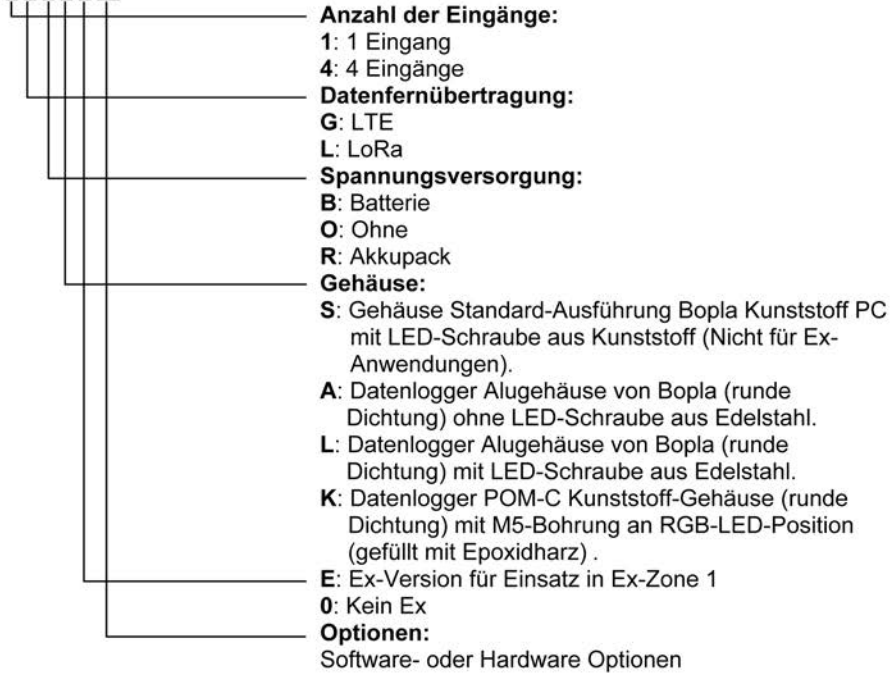 Anzahl der Eingänge:
1: 1 Eingang
4: 4 Eingänge
Datenfernübertragung:
G: LTE
L: LoRa
Spannungsversorgung:
B: Batterie
O: Ohne
R: Akkupack
Gehäuse:
S: Gehäuse Standard-Ausführung Bopla Kunststoff PC
mit LED-Schraube aus Kunststoff (Nicht für Ex-
Anwendungen).
A: Datenlogger Alugehäuse von Bopla (runde
Dichtung) ohne LED-Schraube aus Edelstahl.
L: Datenlogger Alugehäuse von Bopla (runde
Dichtung) mit LED-Schraube aus Edelstahl.
K: Datenlogger POM-C Kunststoff-Gehäuse (runde
Dichtung) mit M5-Bohrung an RGB-LED-Position
(gefüllt mit Epoxidharz) .
E: Ex-Version für Einsatz in Ex-Zone 1
0: Kein Ex
Optionen:
Software- oder Hardware Optionen